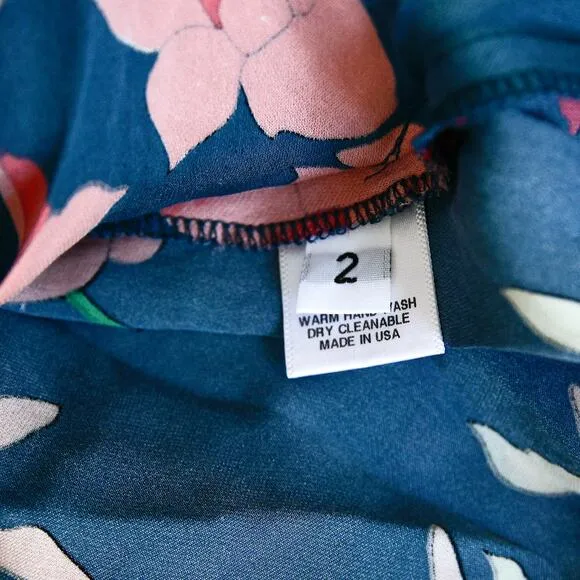 2
WARM HAND WASH
DRY CLEANABLE
MADE IN USA